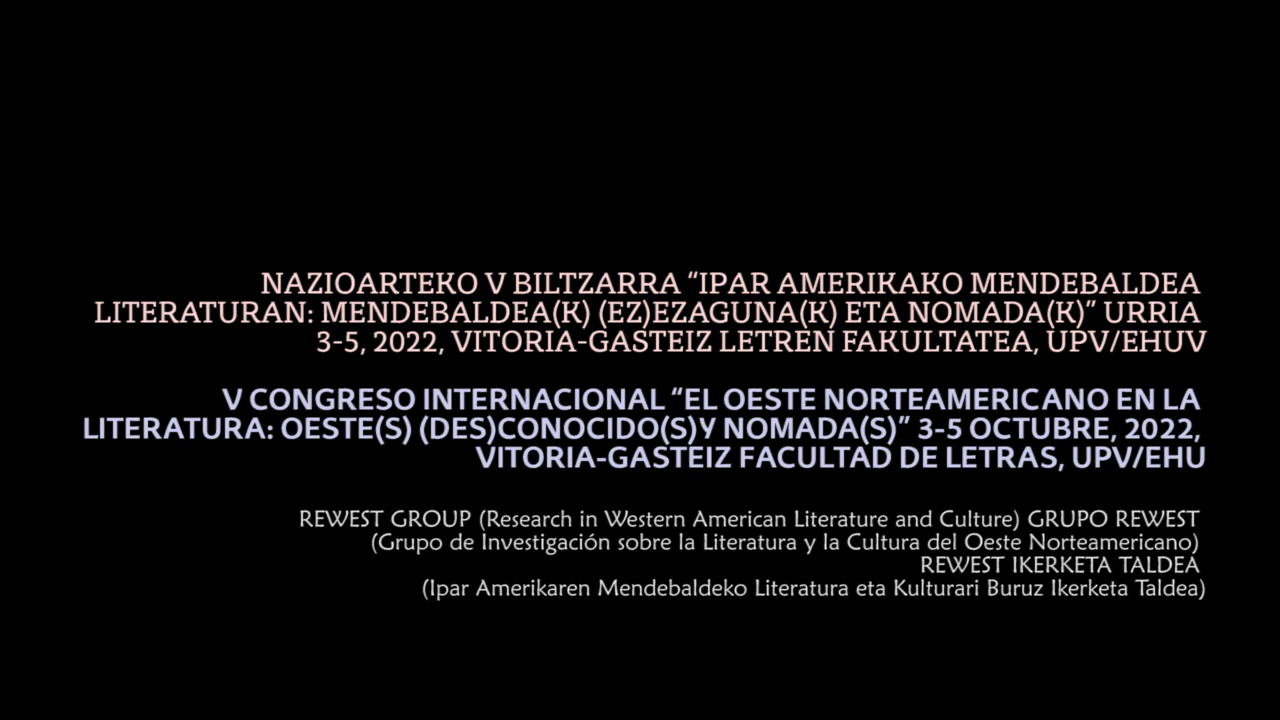 NAZIOARTEKO V BILTZARRA “IPAR AMERIKAKO MENDEBALDEA
LITERATURAN: MENDEBALDEA(K) (EZ)EZAGUNA(K) ETA NOMADA(K)” URRIA
3-5, 2022, VITORIA-GASTEIZ LETREN FAKULTATEA, UPV/EHUV
V CONGRESO INTERNACIONAL “EL OESTE NORTEAMERICANO EN LA
LITERATURA: OESTE(S) (DES)CONOCIDO(S)Y NOMADA(S)” 3-5 OCTUBRE, 2022,
VITORIA-GASTEIZ FACULTAD DE LETRAS, UPV/EHU
REWEST GROUP (Research in Western American Literature and Culture) GRUPO REWEST
(Grupo de Investigación sobre la Literatura y la Cultura del Oeste Norteamericano)
REWEST IKERKETA TALDEA
(Ipar Amerikaren Mendebaldeko Literatura eta Kulturari Buruz Ikerketa Taldea)